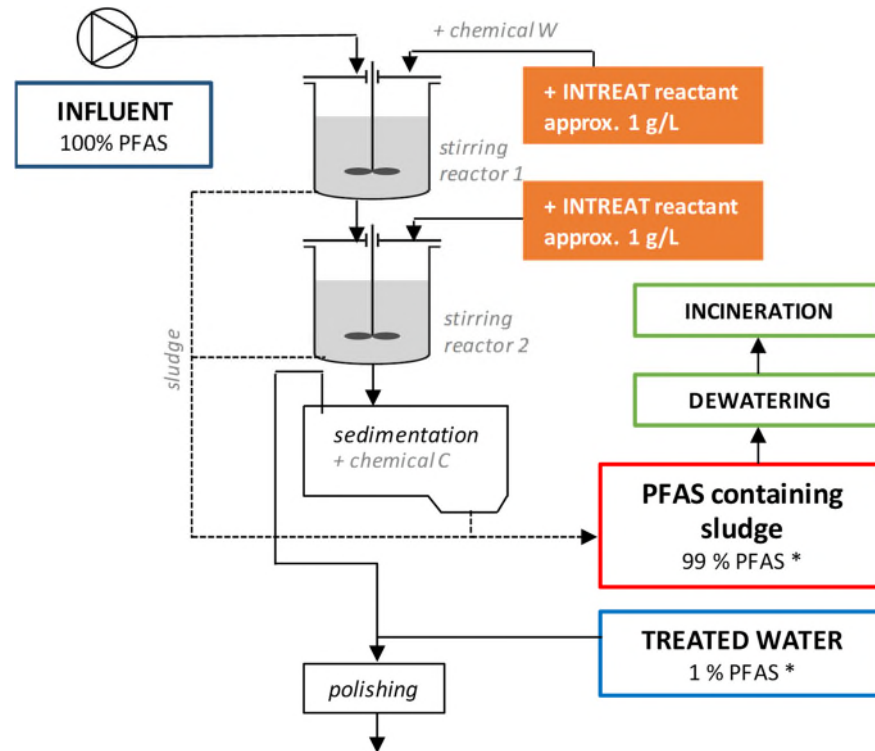 + chemical W
INFLUENT
100% PFAS
+ INTREAT reactant
approx. 1 g/L
stirring
reactor 1
+ INTREAT reactant
approx. 1 g/L
stirring
reactor 2
sludge
INCINERATION
DEWATERING
sedimentation
+ chemical C
PFAS containing
sludge
99 % PFAS *
TREATED WATER
1 % PFAS *
polishing